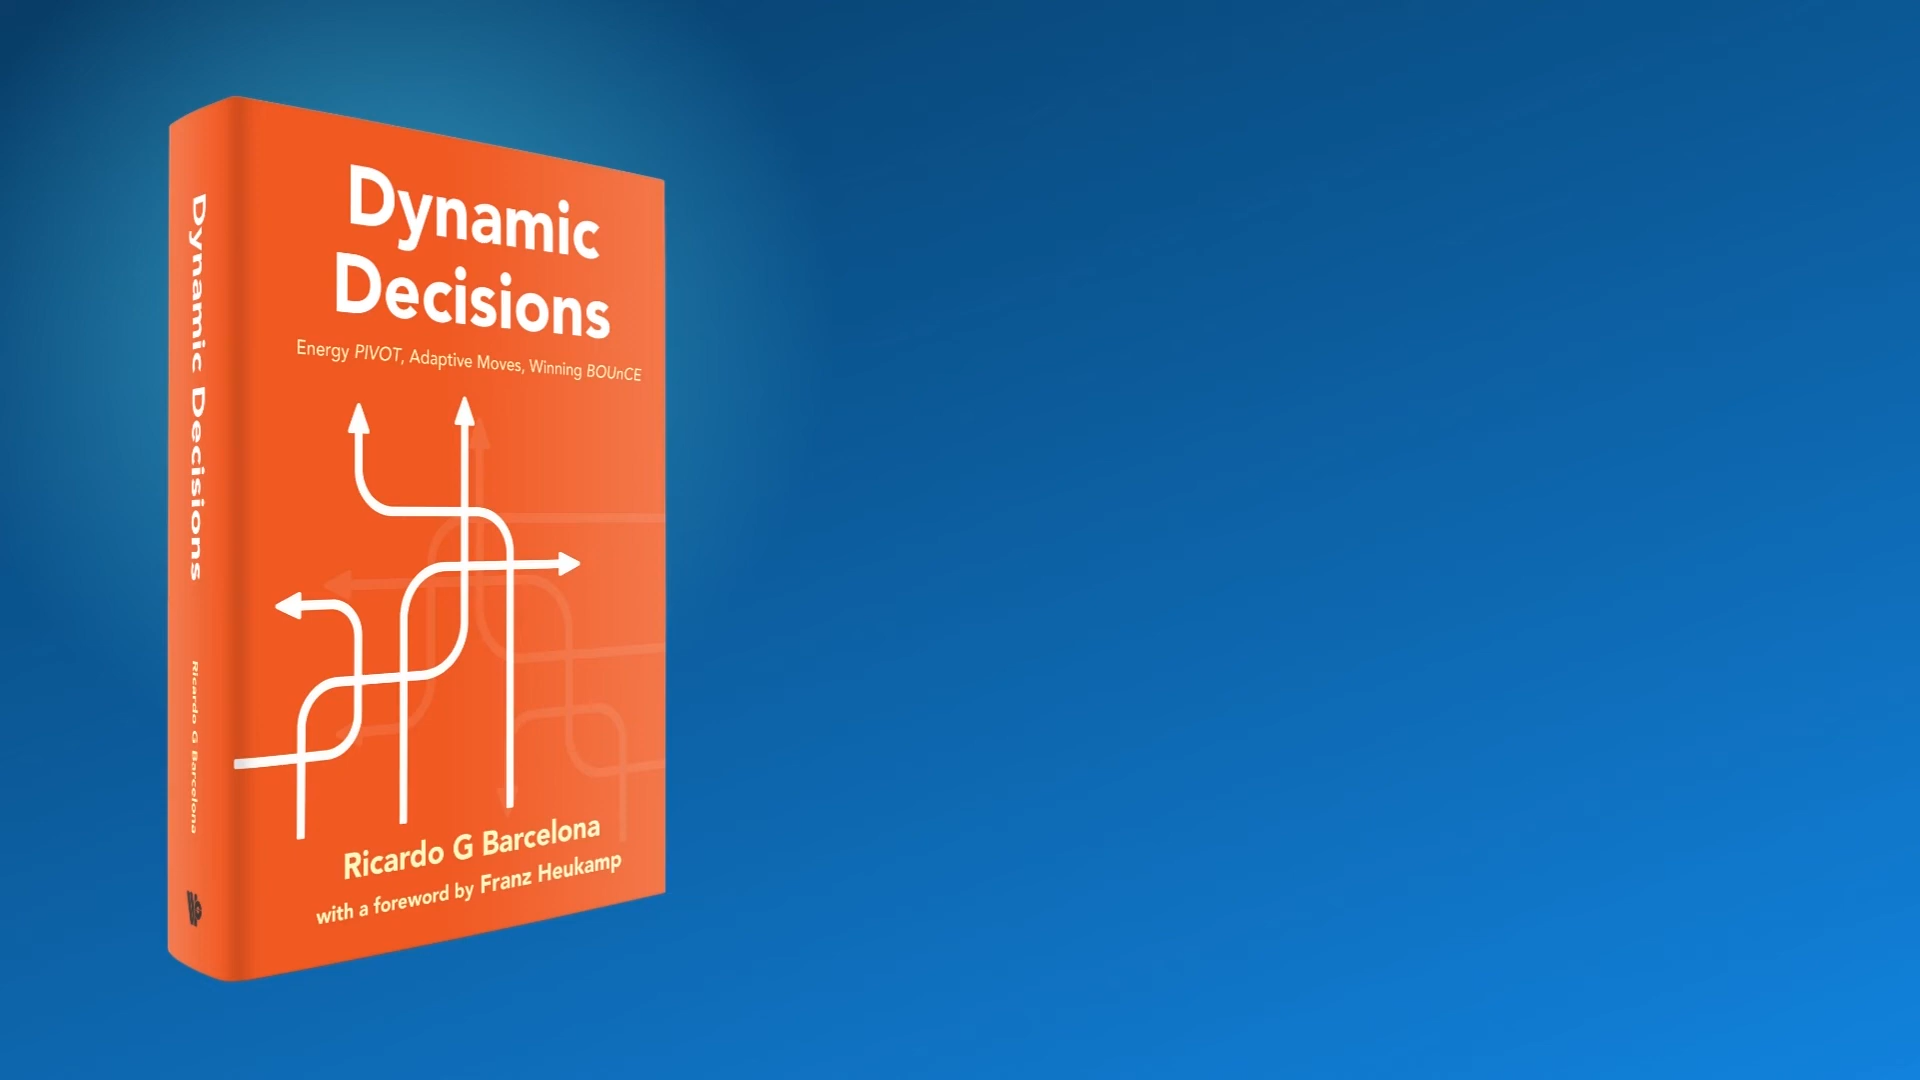 Dynamic
Decisions
Energy PIVOT, Adaptive Moves, Winning BOUnCE
Ricardo G Barcelona
with a foreword by Franz Heukamp
Dynamic Decisions
Ricardo G Barcelona